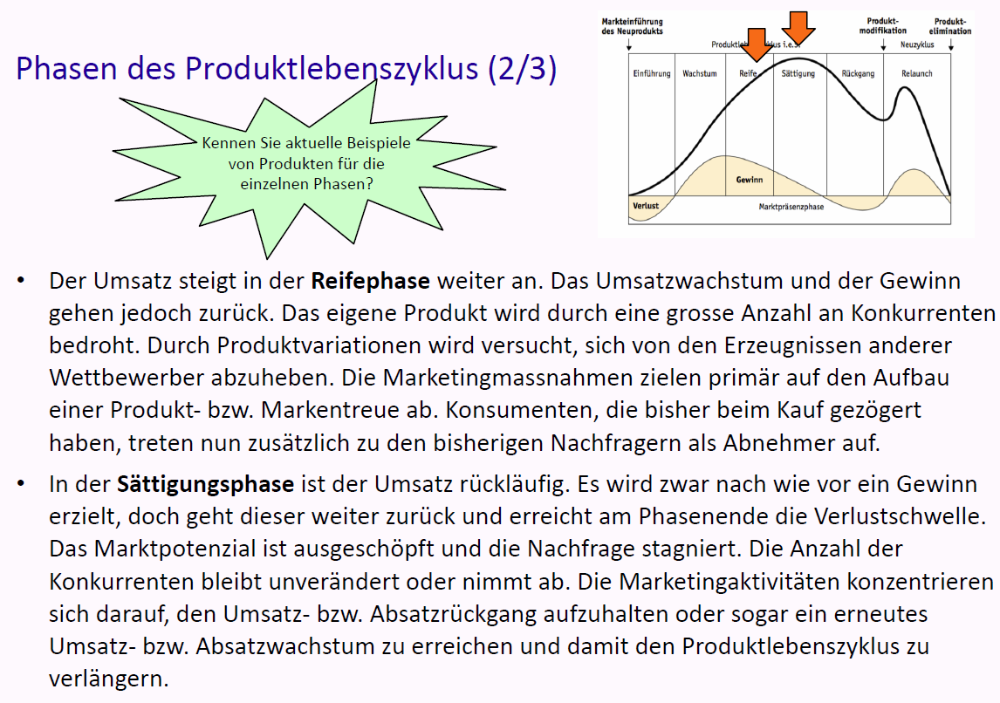 Markteinführung
des Neuprodukts
Produkt-
modifikation
Produkt-
elimination
Neuzyklus
Phasen des Produktlebenszyklus (2/3)
Einführung
Wachstum
Reife
Sättigung
Rückgang
Relaunch
Gewinn
Verlust
Marktpräsenzphase
Kennen Sie aktuelle Beispiele
von Produkten für die
einzelnen Phasen?
• Der Umsatz steigt in der Reifephase weiter an. Das Umsatzwachstum und der Gewinn
gehen jedoch zurück. Das eigene Produkt wird durch eine grosse Anzahl an Konkurrenten
bedroht. Durch Produktvariationen wird versucht, sich von den Erzeugnissen anderer
Wettbewerber abzuheben. Die Marketingmassnahmen zielen primär auf den Aufbau
einer Produkt- bzw. Markentreue ab. Konsumenten, die bisher beim Kauf gezögert
haben, treten nun zusätzlich zu den bisherigen Nachfragern als Abnehmer auf.
• In der Sättigungsphase ist der Umsatz rückläufig. Es wird zwar nach wie vor ein Gewinn
erzielt, doch geht dieser weiter zurück und erreicht am Phasenende die Verlustschwelle.
Das Marktpotenzial ist ausgeschöpft und die Nachfrage stagniert. Die Anzahl der
Konkurrenten bleibt unverändert oder nimmt ab. Die Marketingaktivitäten konzentrieren
sich darauf, den Umsatz- bzw. Absatzrückgang aufzuhalten oder sogar ein erneutes
Umsatz- bzw. Absatzwachstum zu erreichen und damit den Produktlebenszyklus zu
verlängern.